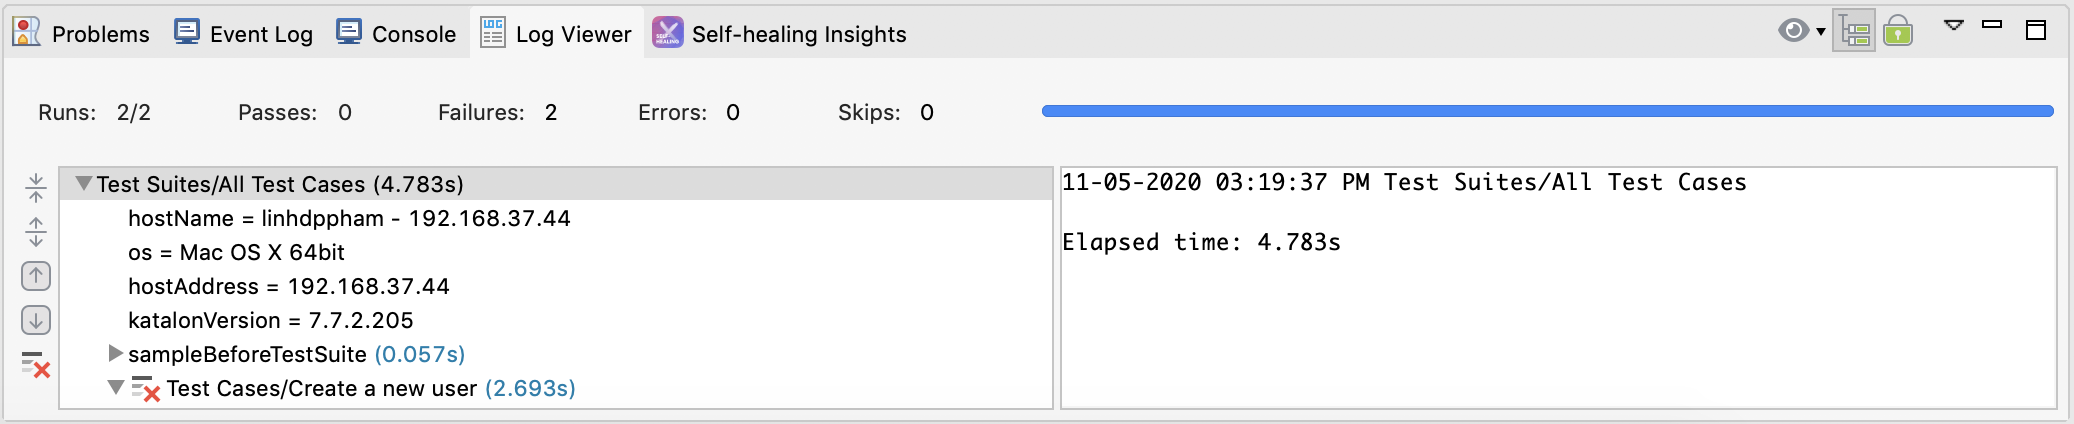 Problems Event Log Console LOG Log Viewer SELF-HEALING Self-healing Insights
Runs: 2/2 Passes: 0 Failures: 2 Errors: 0 Skips: 0
Test Suites/All Test Cases (4.783s)
hostName = linhdppham - 192.168.37.44
os = Mac OS X 64bit
hostAddress = 192.168.37.44
katalonVersion = 7.7.2.205
sampleBeforeTestSuite (0.057s)
Test Cases/Create a new user (2.693s)
11-05-2020 03:19:37 PM Test Suites/All Test Cases
Elapsed time: 4.783s